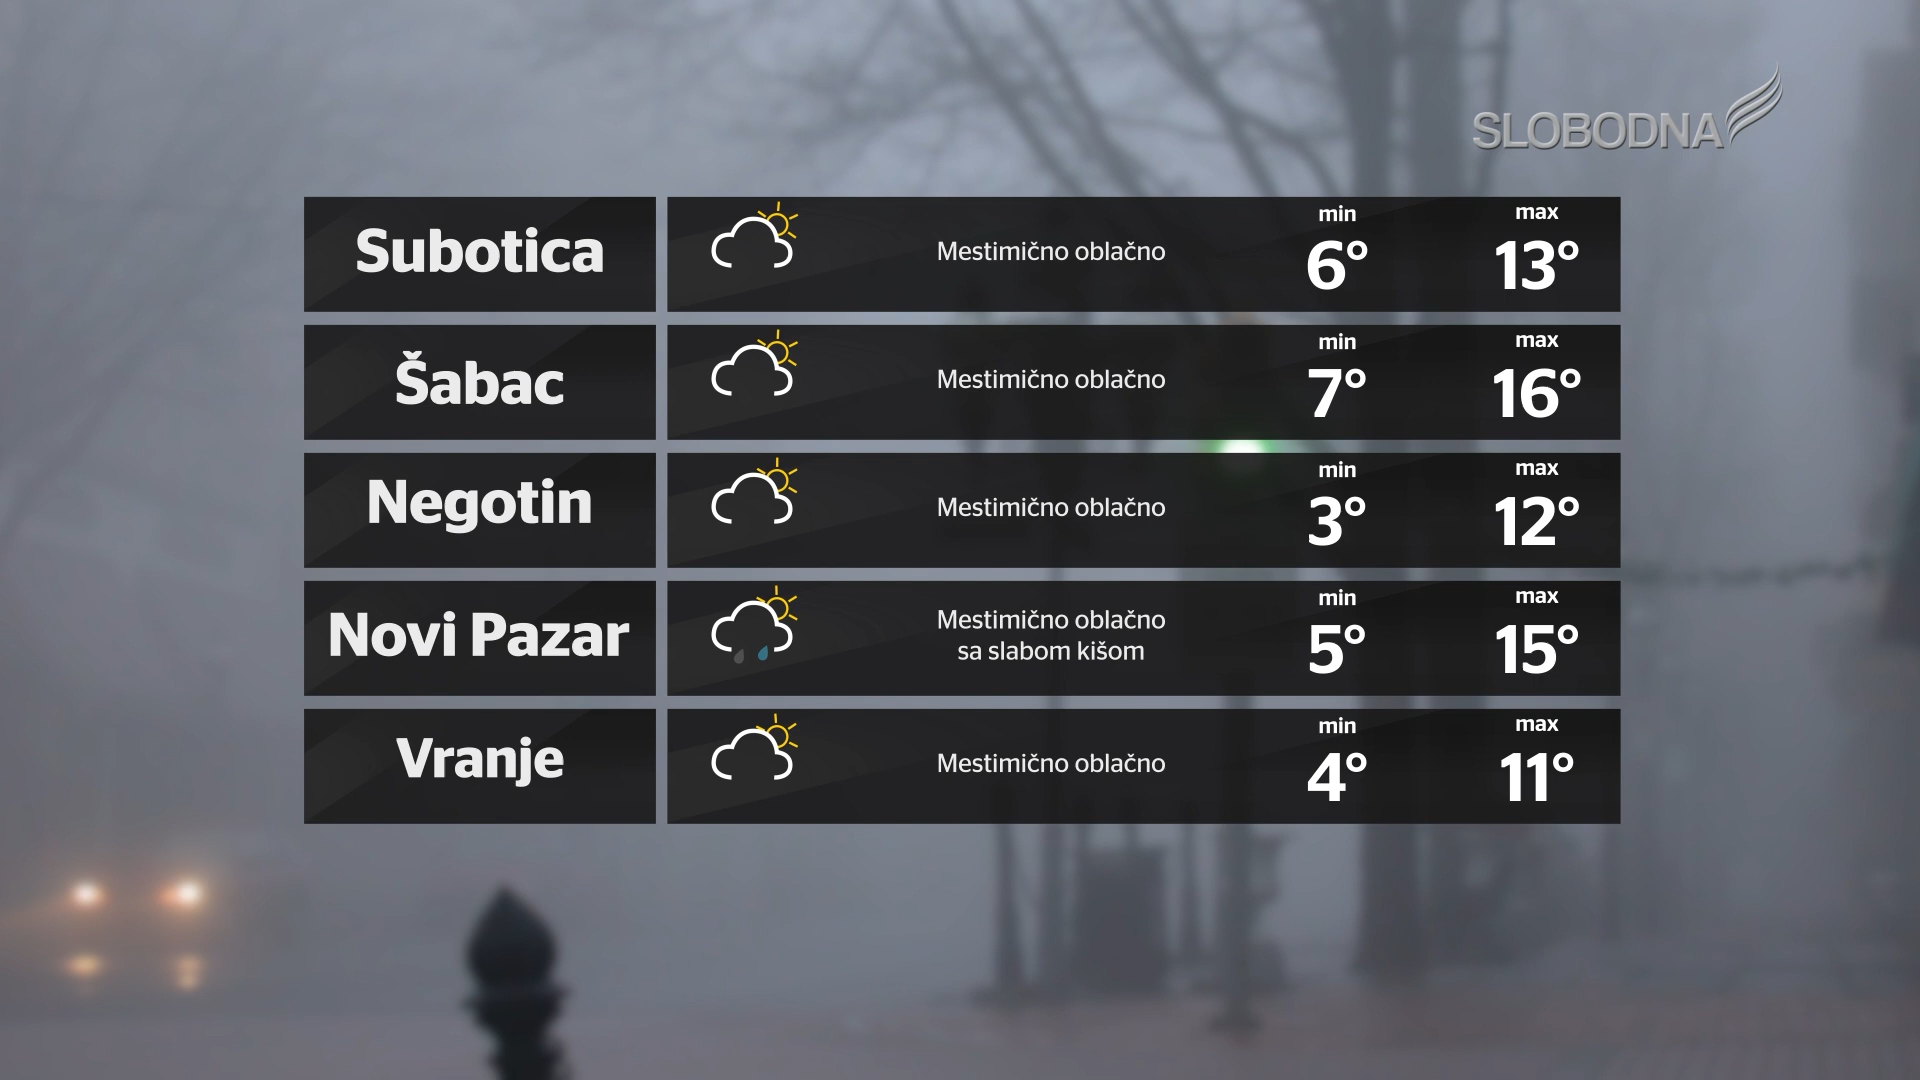 SLOBODNA
Subotica
Mestimično oblačno
min
6°
max
13°
Šabac
Mestimično oblačno
min
7°
max
16°
Negotin
Mestimično oblačno
min
3°
max
12°
Novi Pazar
Mestimično oblačno
sa slabom kišom
min
5°
max
15°
Vranje
Mestimično oblačno
min
4°
max
11°